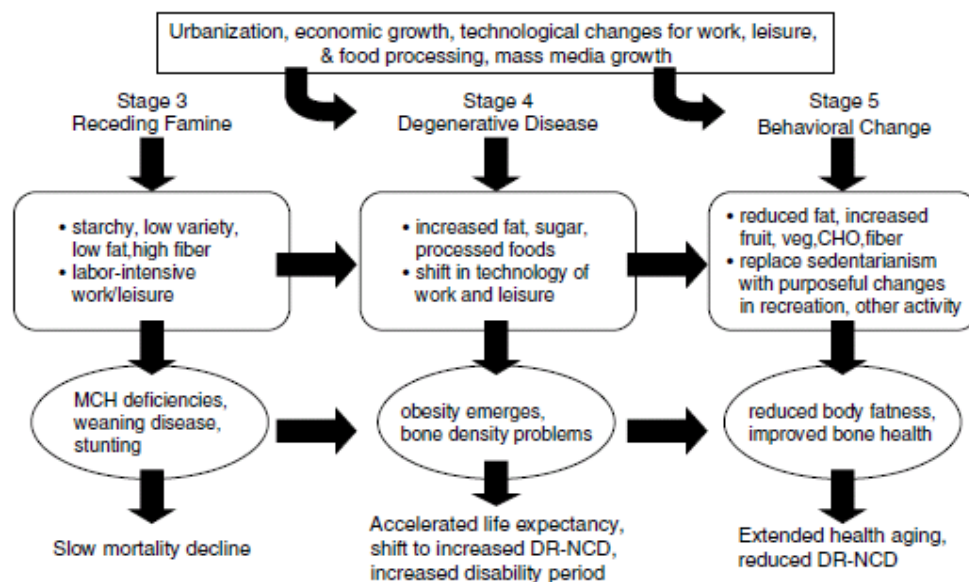 Urbanization, economic growth, technological changes for work, leisure,
& food processing, mass media growth
Stage 3
Receding Famine
Stage 4
Degenerative Disease
Stage 5
Behavioral Change
• starchy, low variety,
low fat,high fiber
• labor-intensive
work/leisure
• increased fat, sugar,
processed foods
• shift in technology of
work and leisure
• reduced fat, increased
fruit, veg,CHO,fiber
• replace sedentarianism
with purposeful changes
in recreation, other activity
MCH deficiencies,
weaning disease,
stunting
obesity emerges,
bone density problems
reduced body fatness,
improved bone health
Slow mortality decline
Accelerated life expectancy,
shift to increased DR-NCD,
increased disability period
Extended health aging,
reduced DR-NCD